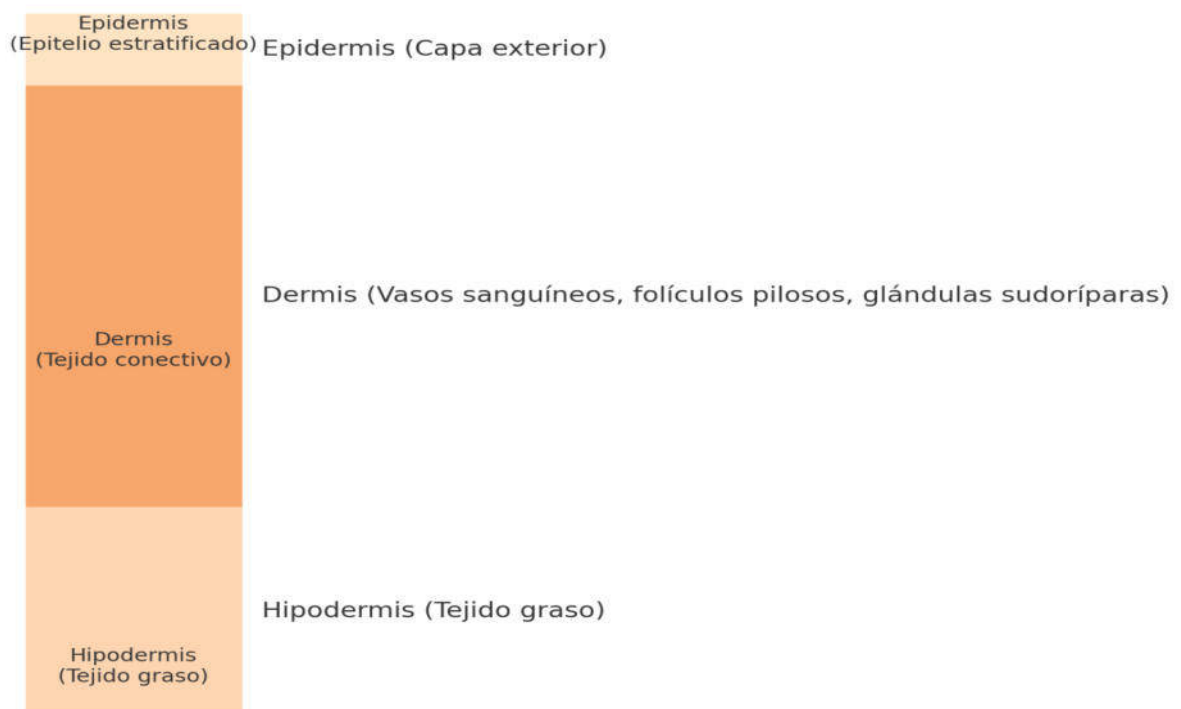 Epidermis
(Epitelio estratificado)
Epidermis (Capa exterior)
Dermis (Vasos sanguíneos, folículos pilosos, glándulas sudoríparas)
Dermis
(Tejido conectivo)
Hipodermis (Tejido graso)
Hipodermis
(Tejido graso)